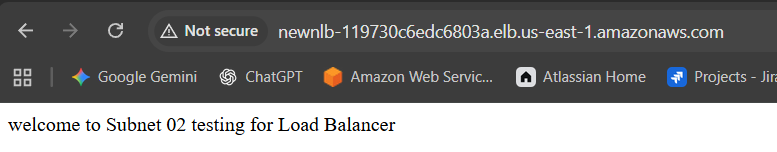 Not secure newnlb-119730c6edc6803a.elb.us-east-1.amazonaws.com
Google Gemini ChatGPT Amazon Web Servic... Atlassian Home Projects - Jira
welcome to Subnet 02 testing for Load Balancer